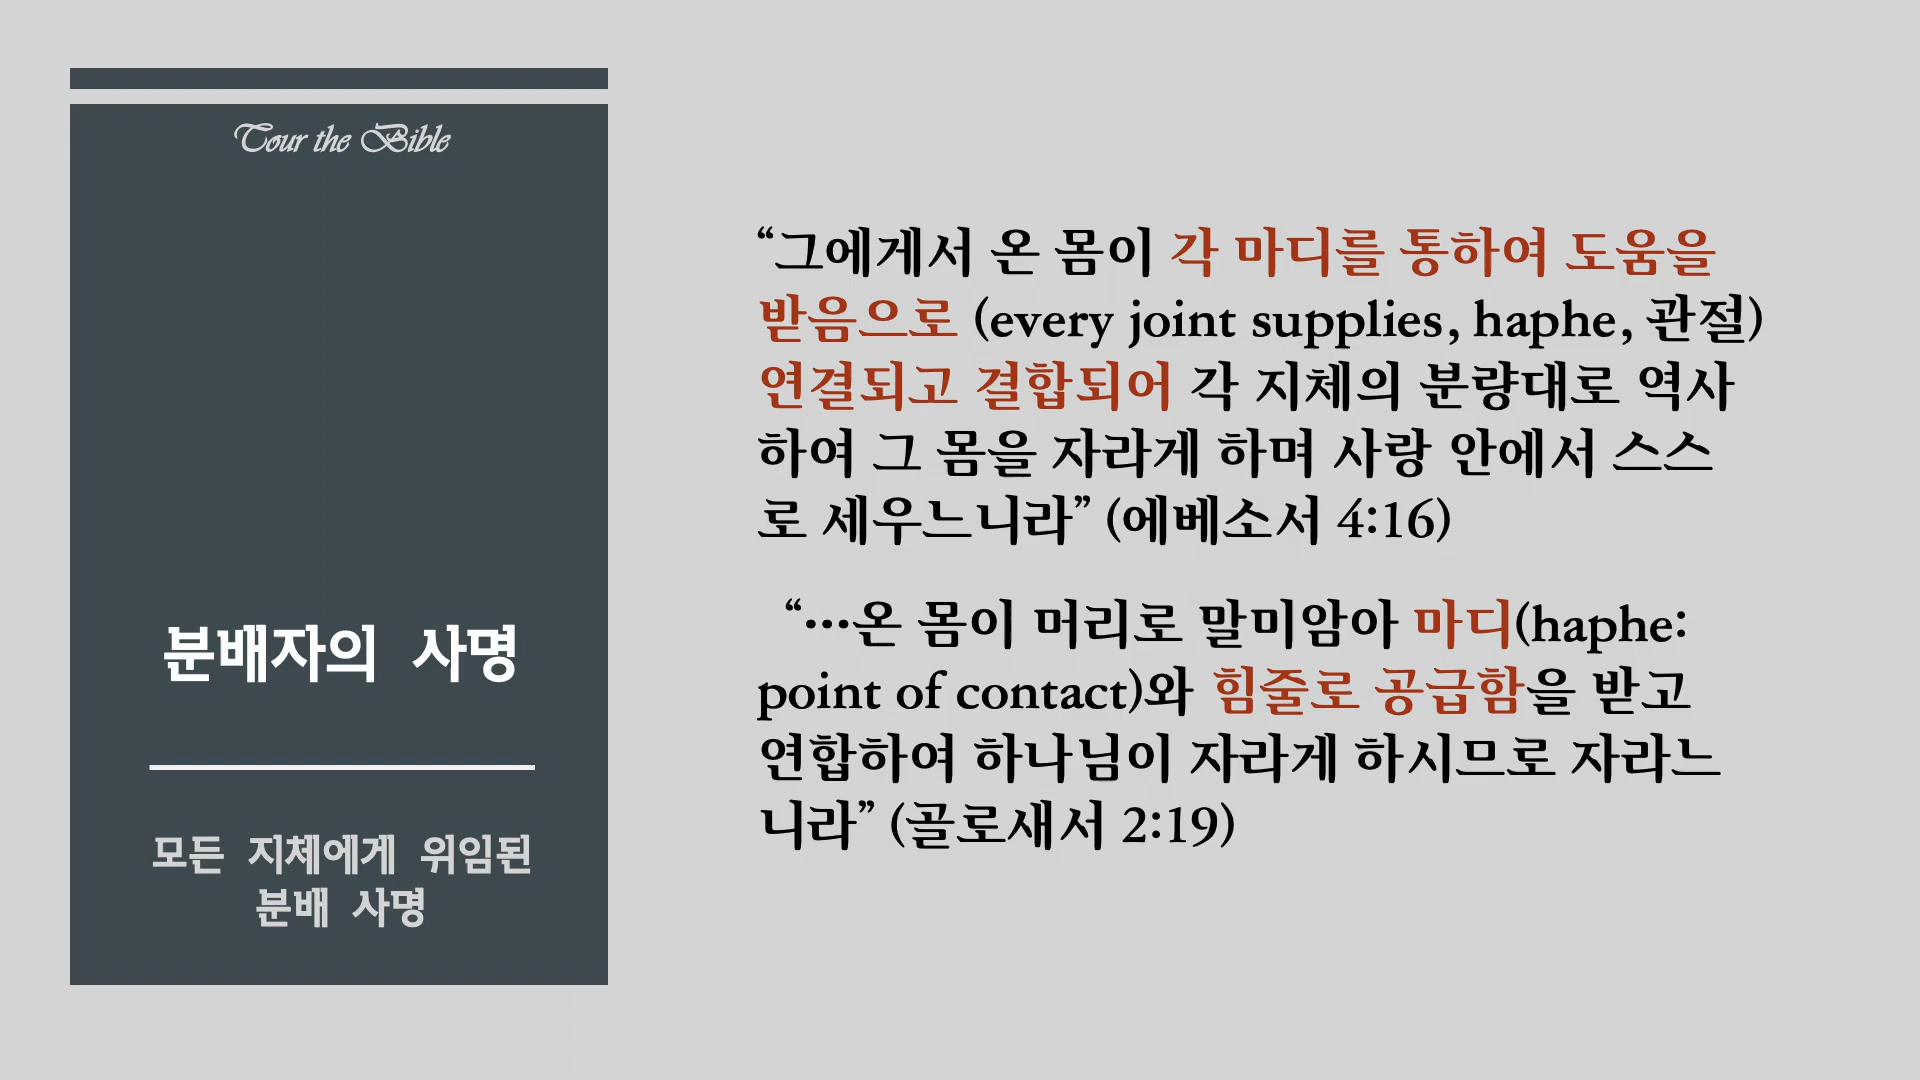 Tour the Bible
분배자의 사명
모든 지체에게 위임된
분배 사명
“그에게서 온 몸이 각 마디를 통하여 도움을
받음으로 (every joint supplies, haphe, 관절)
연결되고 결합되어 각 지체의 분량대로 역사
하여 그 몸을 자라게 하며 사랑 안에서 스스
로 세우느니라” (에베소서 4:16)
“…온 몸이 머리로 말미암아 마디(haphe:
point of contact)와 힘줄로 공급함을 받고
연합하여 하나님이 자라게 하시므로 자라느
니라” (골로새서 2:19)